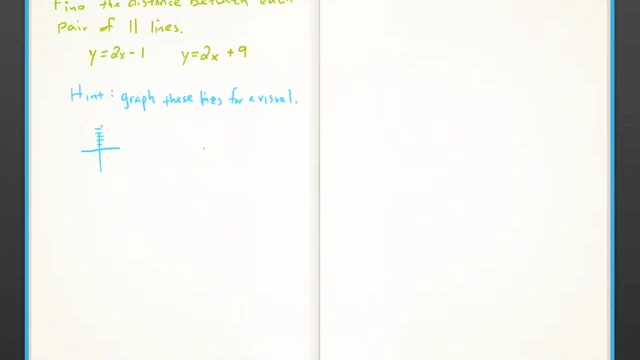 Find the distance between each
pair of || lines.
y = 2x - 1 y = 2x + 9
Hint: graph these lines for a visual.